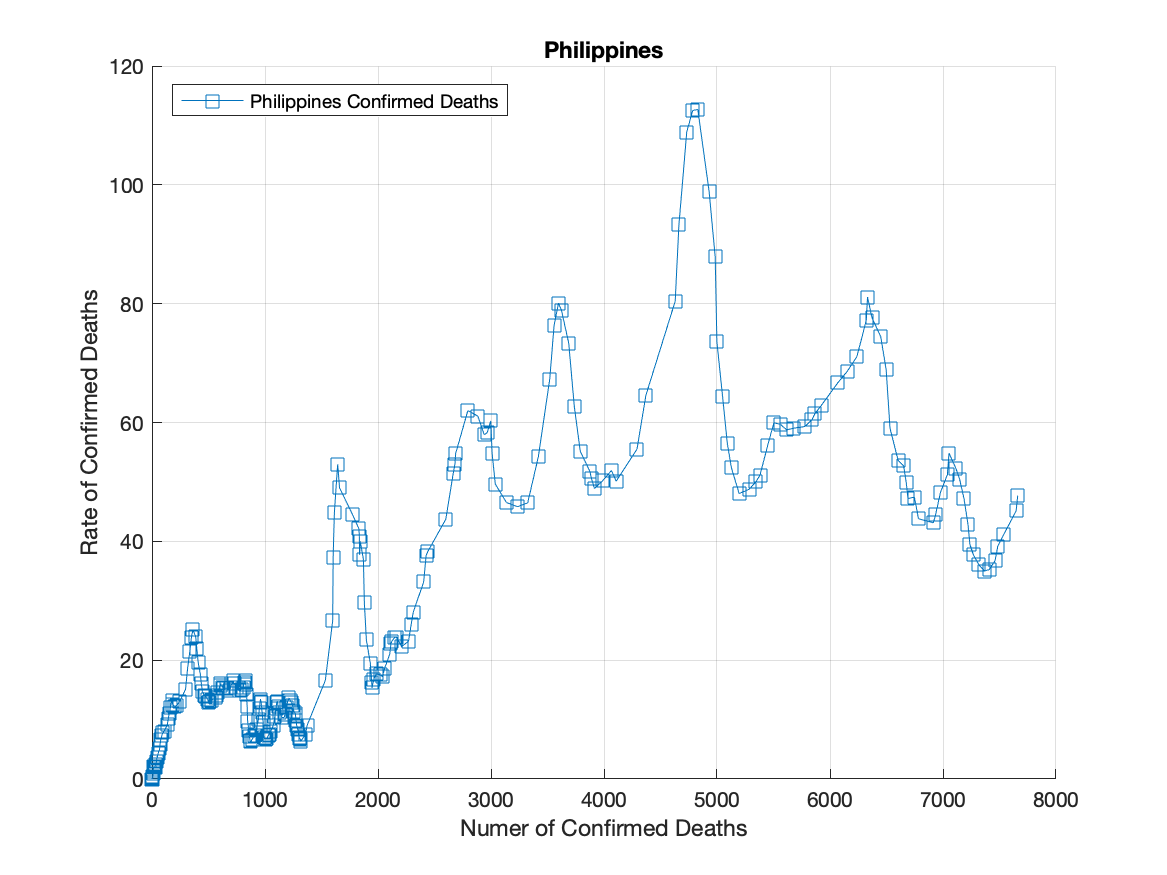 Philippines
Philippines Confirmed Deaths
120
100
80
60
40
20
0
Rate of Confirmed Deaths
0 1000 2000 3000 4000 5000 6000 7000 8000
Numer of Confirmed Deaths